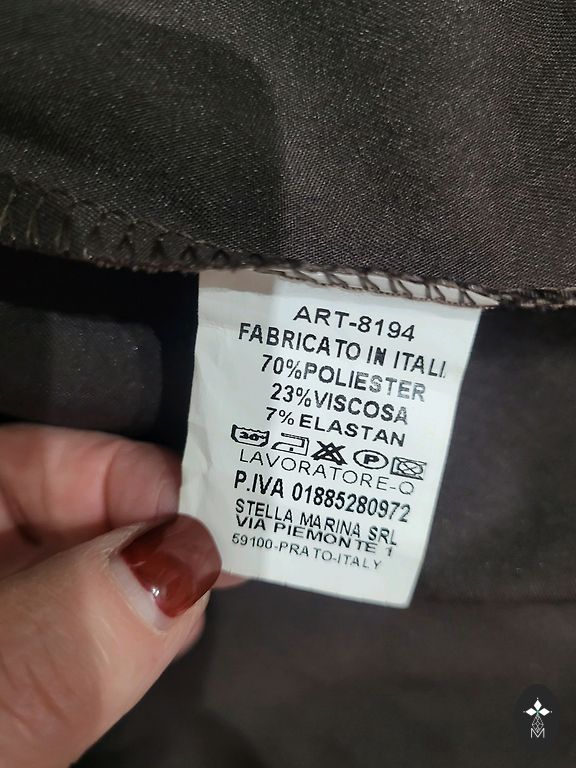 ART-8194
FABRICATO IN ITALI
70%POLIESTER
23%VISCOSA
7% ELASTAN
30° P
LAVORATORE-Q
P.IVA 01885280972
STELLA MARINA SRL
VIA PIEMONTE 1
59100-PRATO-ITALY
M